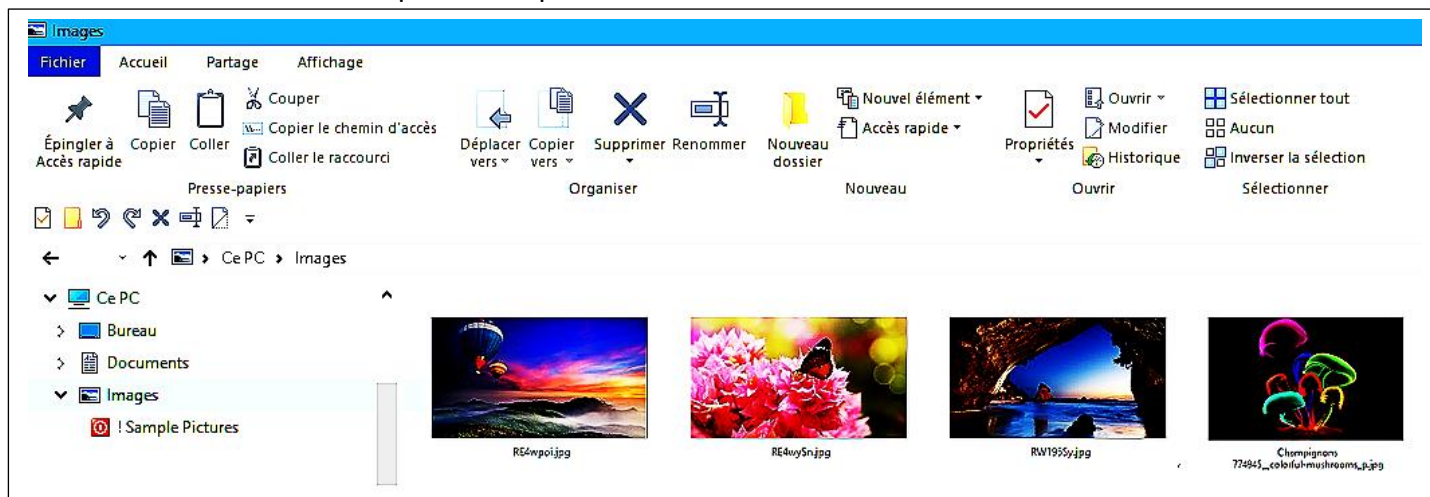 Images
Fichier Accueil Partage Affichage
Épingler à Accès rapide
Copier
Coller
Couper
Copier le chemin d'accès
Coller le raccourci
Presse-papiers
Déplacer vers
Copier vers
Supprimer
Renommer
Organiser
Nouveau dossier
Nouvel élément
Accès rapide
Nouveau
Propriétés
Ouvrir
Modifier
Historique
Ouvrir
Sélectionner tout
Aucun
Inverser la sélection
Sélectionner
Ce PC > Images
Ce PC
Bureau
Documents
Images
! Sample Pictures
RE4wpoi.jpg
RE4wySn.jpg
Champignons